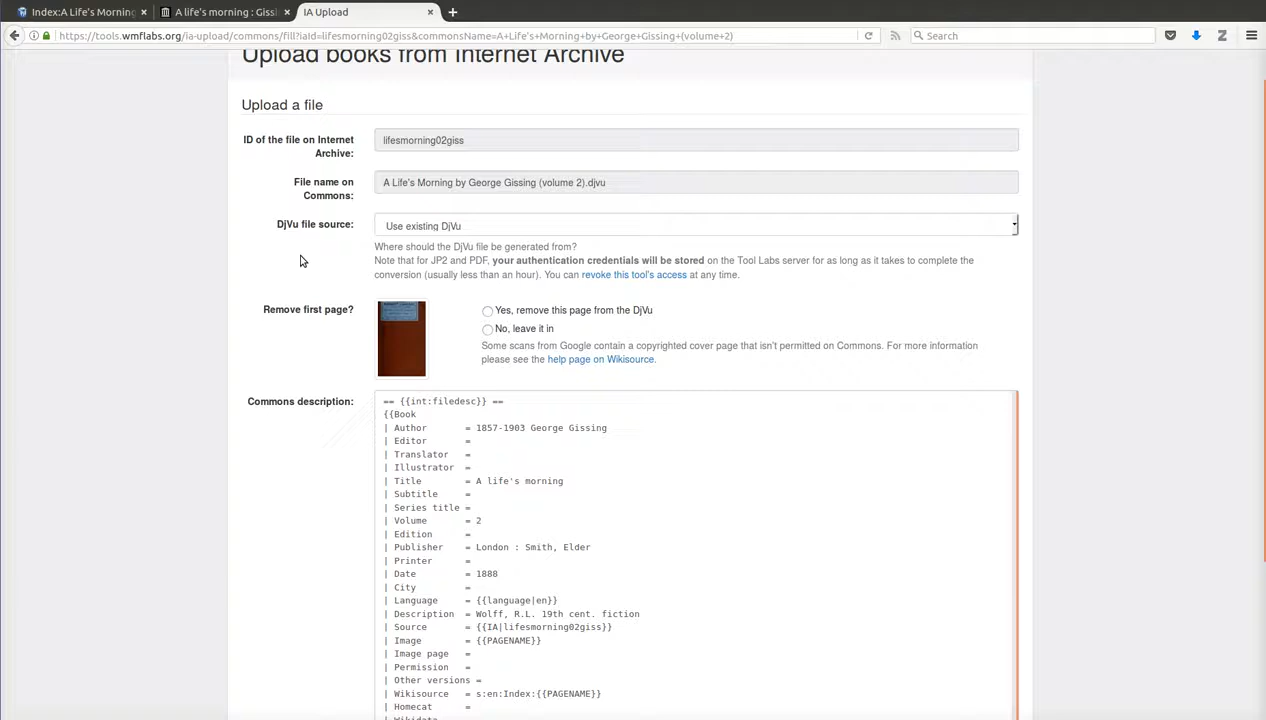 Index:A Life's Morning
A life's morning : Gissi
IA Upload
https://tools.wmflabs.org/ia-upload/commons/fill?iaId=lifesmorning02giss&commonsName=A+Life's+Morning+by+George+Gissing+(volume+2)
Search
Upload books from Internet Archive
Upload a file
ID of the file on Internet Archive:
lifesmorning02giss
File name on Commons:
A Life's Morning by George Gissing (volume 2).djvu
DjVu file source:
Use existing DjVu
Where should the DjVu file be generated from?
Note that for JP2 and PDF, your authentication credentials will be stored on the Tool Labs server for as long as it takes to complete the
conversion (usually less than an hour). You can revoke this tool's access at any time.
Remove first page?
Yes, remove this page from the DjVu
No, leave it in
Some scans from Google contain a copyrighted cover page that isn't permitted on Commons. For more information
please see the help page on Wikisource.
Commons description:
== {{int:filedesc}} ==
{{Book
| Author = 1857-1903 George Gissing
| Editor =
| Translator =
| Illustrator =
| Title = A life's morning
| Subtitle =
| Series title =
| Volume = 2
| Edition =
| Publisher = London : Smith, Elder
| Printer =
| Date = 1888
| City =
| Language = {{language|en}}
| Description = Wolff, R.L. 19th cent. fiction
| Source = {{IA|lifesmorning02giss}}
| Image = {{PAGENAME}}
| Image page =
| Permission =
| Other versions =
| Wikisource = s:en:Index:{{PAGENAME}}
| Homecat =
| Wikidata